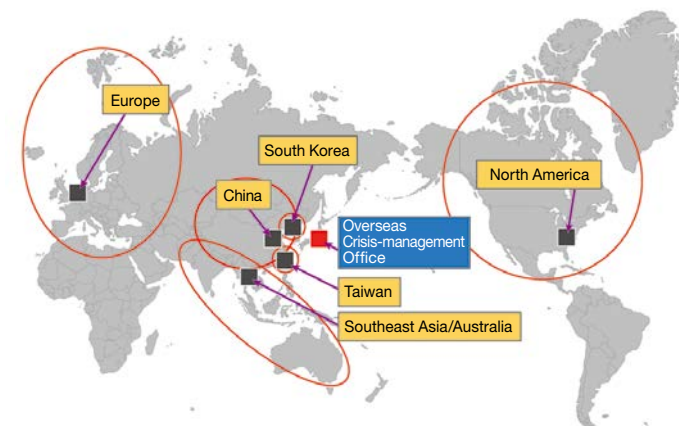 Europe
South Korea
North America
China
Overseas
Crisis-management
Office
Taiwan
Southeast Asia/Australia